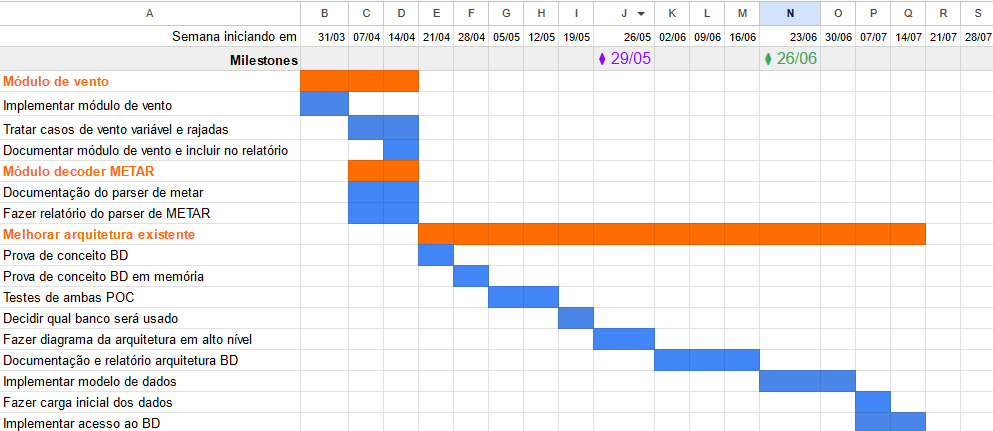 A B C D E F G H I J K L M N O P Q R S
Semana iniciando em 31/03 07/04 14/04 21/04 28/04 05/05 12/05 19/05 26/05 02/06 09/06 16/06 23/06 30/06 07/07 14/07 21/07 28/07
Milestones 29/05 26/06
Módulo de vento
Implementar módulo de vento
Tratar casos de vento variável e rajadas
Documentar módulo de vento e incluir no relatório
Módulo decoder METAR
Documentação do parser de metar
Fazer relatório do parser de METAR
Melhorar arquitetura existente
Prova de conceito BD
Prova de conceito BD em memória
Testes de ambas POC
Decidir qual banco será usado
Fazer diagrama da arquitetura em alto nível
Documentação e relatório arquitetura BD
Implementar modelo de dados
Fazer carga inicial dos dados
Implementar acesso ao BD